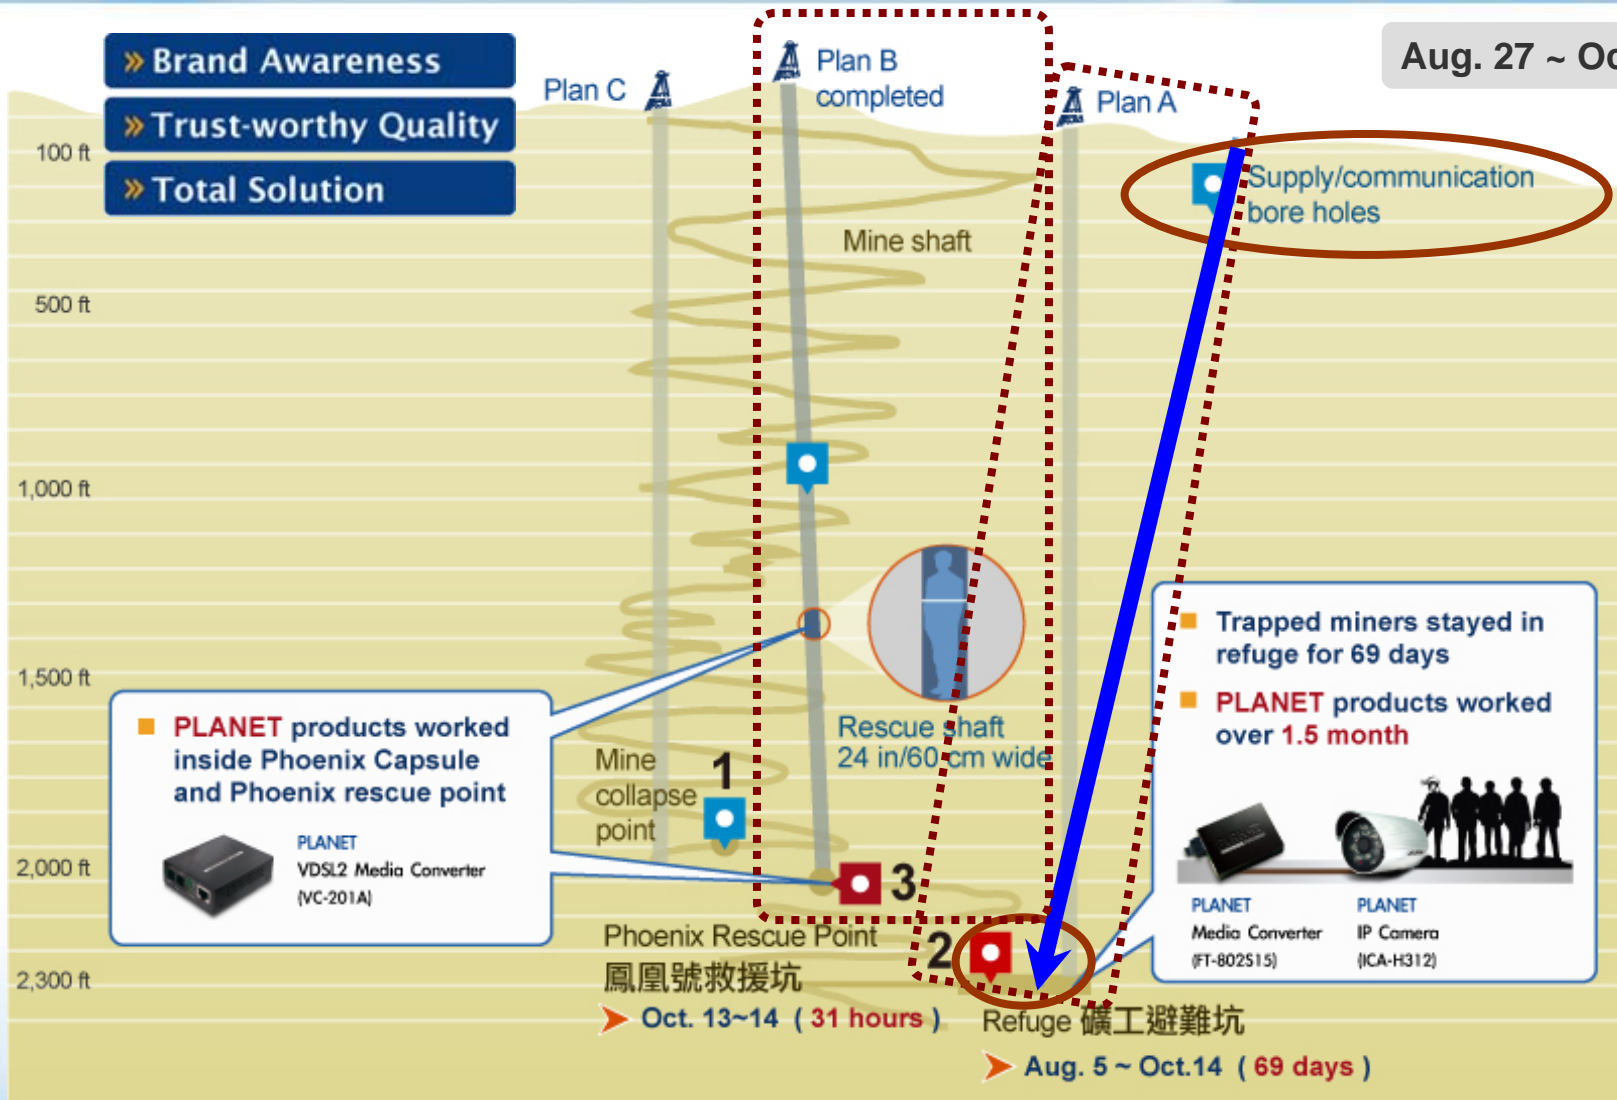 » Brand Awareness
» Trust-worthy Quality
» Total Solution
Aug. 27 ~ Oc
Plan C
Plan B
completed
Plan A
Supply/communication
bore holes
Mine shaft
100 ft
500 ft
1,000 ft
1,500 ft
2,000 ft
2,300 ft
Rescue shaft
24 in/60 cm wide
Mine
collapse
point
1
2
3
PLANET products worked
inside Phoenix Capsule
and Phoenix rescue point
PLANET
VDSL2 Media Converter
(VC-201A)
Trapped miners stayed in
refuge for 69 days
PLANET products worked
over 1.5 month
PLANET
Media Converter
(FT-802S15)
PLANET
IP Camera
(ICA-H312)
Phoenix Rescue Point
鳳凰號救援坑
Oct. 13~14 ( 31 hours )
Refuge 礦工避難坑
Aug. 5 ~ Oct.14 ( 69 days )